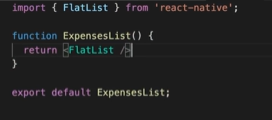 import { FlatList } from 'react-native';
function ExpensesList() {
return <FlatList />
}
export default ExpensesList;